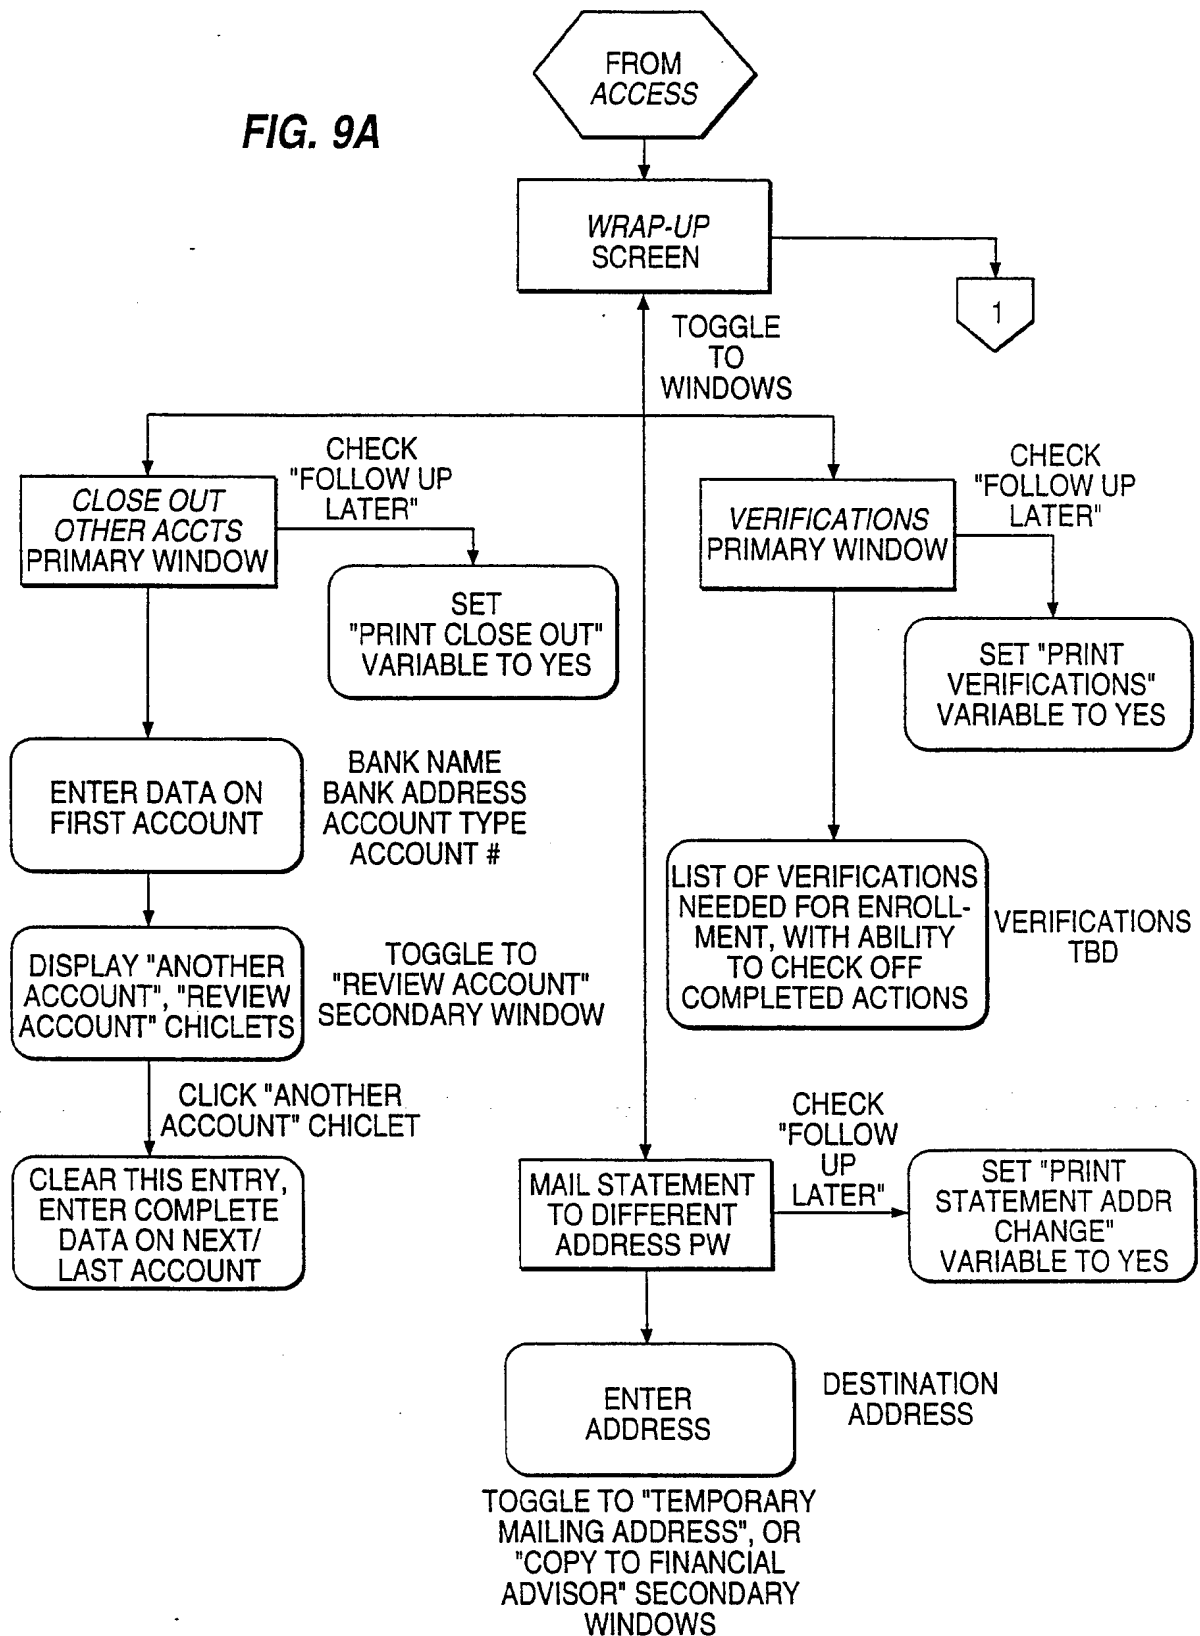 FROM
ACCESS
FIG. 9A
WRAP-UP
SCREEN
1
TOGGLE
TO
WINDOWS
CHECK
"FOLLOW UP
LATER"
CLOSE OUT
OTHER ACCTS
PRIMARY WINDOW
SET
"PRINT CLOSE OUT"
VARIABLE TO YES
CHECK
"FOLLOW UP
LATER"
VERIFICATIONS
PRIMARY WINDOW
SET "PRINT
VERIFICATIONS"
VARIABLE TO YES
ENTER DATA ON
FIRST ACCOUNT
BANK NAME
BANK ADDRESS
ACCOUNT TYPE
ACCOUNT #
LIST OF VERIFICATIONS
NEEDED FOR ENROLL-
MENT, WITH ABILITY
TO CHECK OFF
COMPLETED ACTIONS
VERIFICATIONS
TBD
DISPLAY "ANOTHER
ACCOUNT", "REVIEW
ACCOUNT" CHICLETS
TOGGLE TO
"REVIEW ACCOUNT"
SECONDARY WINDOW
CLICK "ANOTHER
ACCOUNT" CHICLET
CLEAR THIS ENTRY,
ENTER COMPLETE
DATA ON NEXT/
LAST ACCOUNT
MAIL STATEMENT
TO DIFFERENT
ADDRESS PW
CHECK
"FOLLOW
UP
LATER"
SET "PRINT
STATEMENT ADDR
CHANGE"
VARIABLE TO YES
ENTER
ADDRESS
DESTINATION
ADDRESS
TOGGLE TO "TEMPORARY
MAILING ADDRESS", OR
"COPY TO FINANCIAL
ADVISOR" SECONDARY
WINDOWS